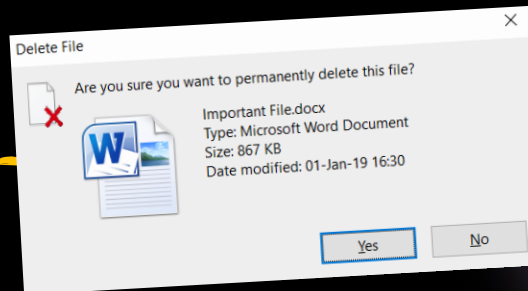 Delete File
Are you sure you want to permanently delete this file?
Important File.docx
Type: Microsoft Word Document
Size: 867 KB
Date modified: 01-Jan-19 16:30
W
Yes
No